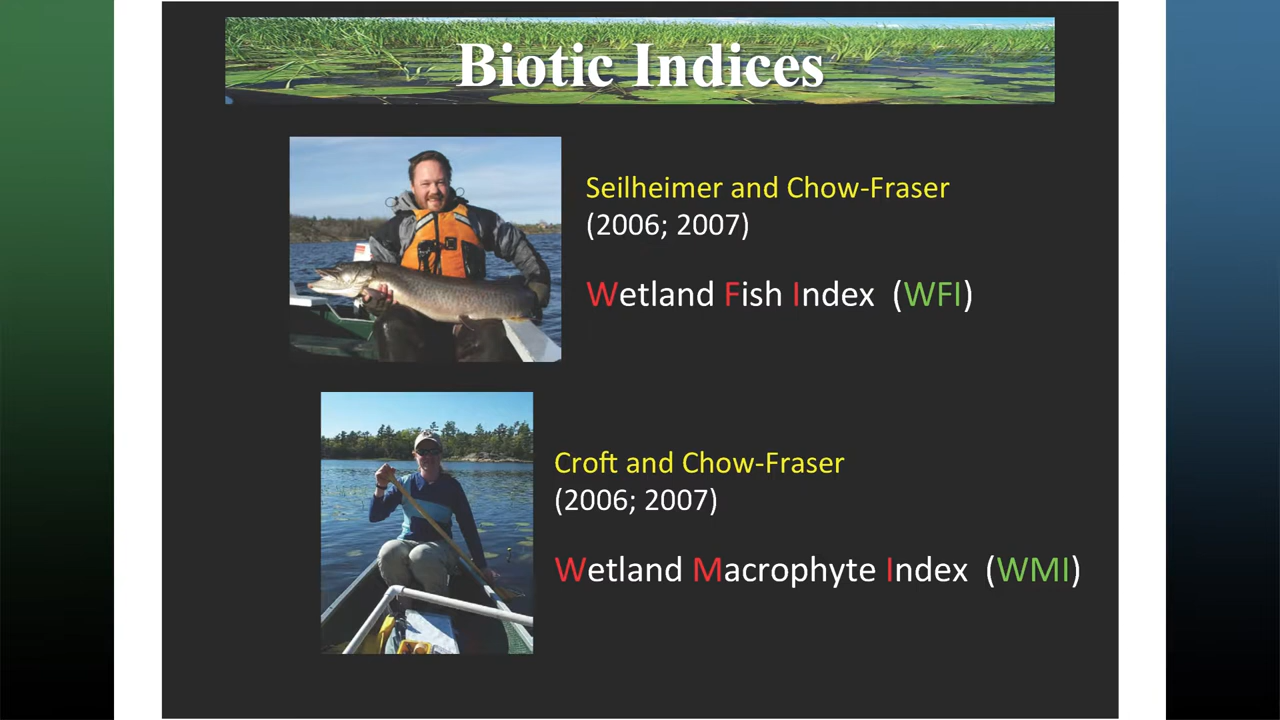 Biotic Indices
Seilheimer and Chow-Fraser
(2006; 2007)
Wetland Fish Index (WFI)
Croft and Chow-Fraser
(2006; 2007)
Wetland Macrophyte Index (WMI)